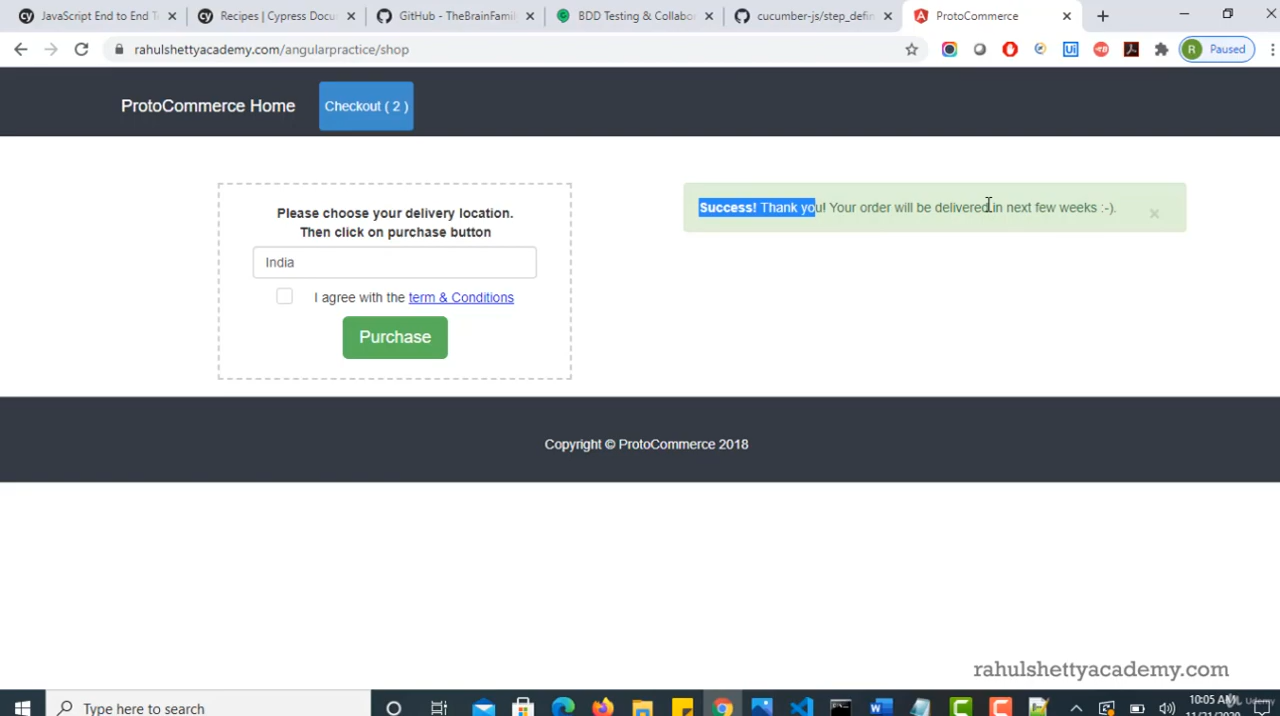 JavaScript End to End T
Recipes | Cypress Docu
GitHub - TheBrainFami
BDD Testing & Collabo
cucumber-js/step_defin
ProtoCommerce
rahulshettyacademy.com/angularpractice/shop
R Paused
ProtoCommerce Home
Checkout ( 2 )
Please choose your delivery location.
Then click on purchase button
India
I agree with the term & Conditions
Purchase
Success! Thank you! Your order will be delivered in next few weeks :-).
×
Copyright © ProtoCommerce 2018
rahulshettyacademy.com
Type here to search
10:05 AM
Udemy